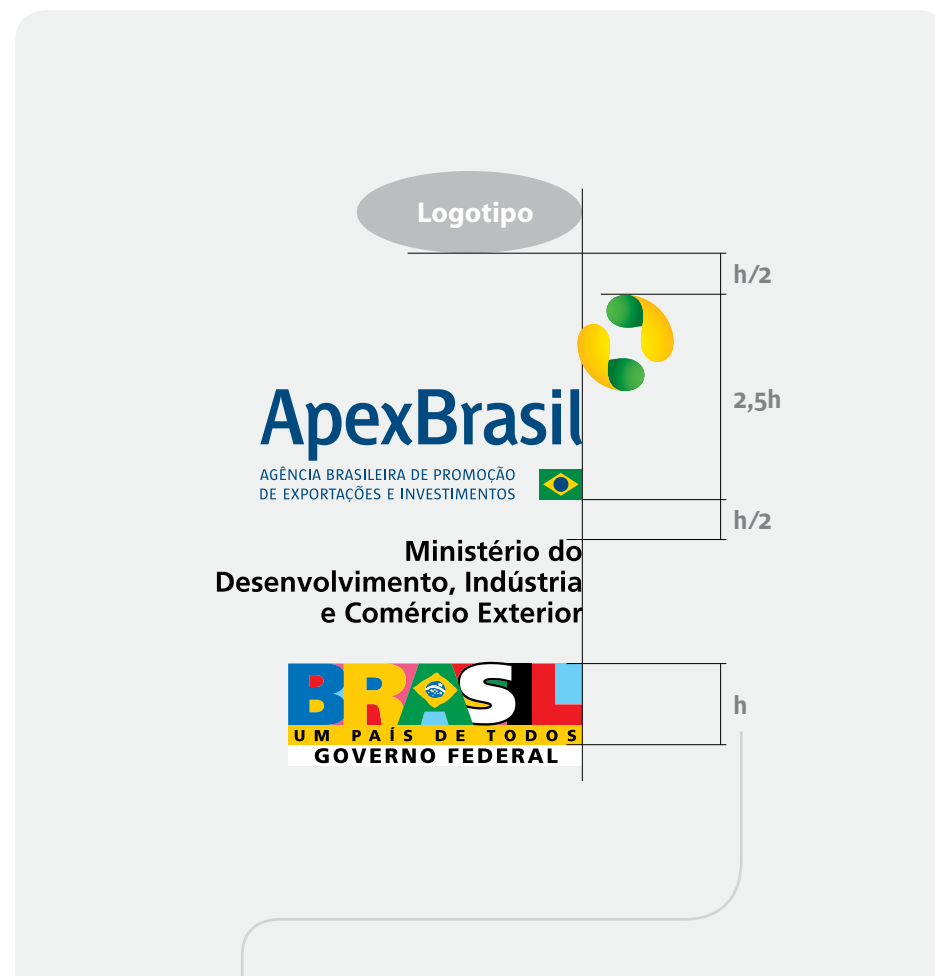 Logotipo
h/2
2,5h
ApexBrasil
AGÊNCIA BRASILEIRA DE PROMOÇÃO
DE EXPORTAÇÕES E INVESTIMENTOS
h/2
Ministério do
Desenvolvimento, Indústria
e Comércio Exterior
BRASIL
h
UM PAÍS DE TODOS
GOVERNO FEDERAL